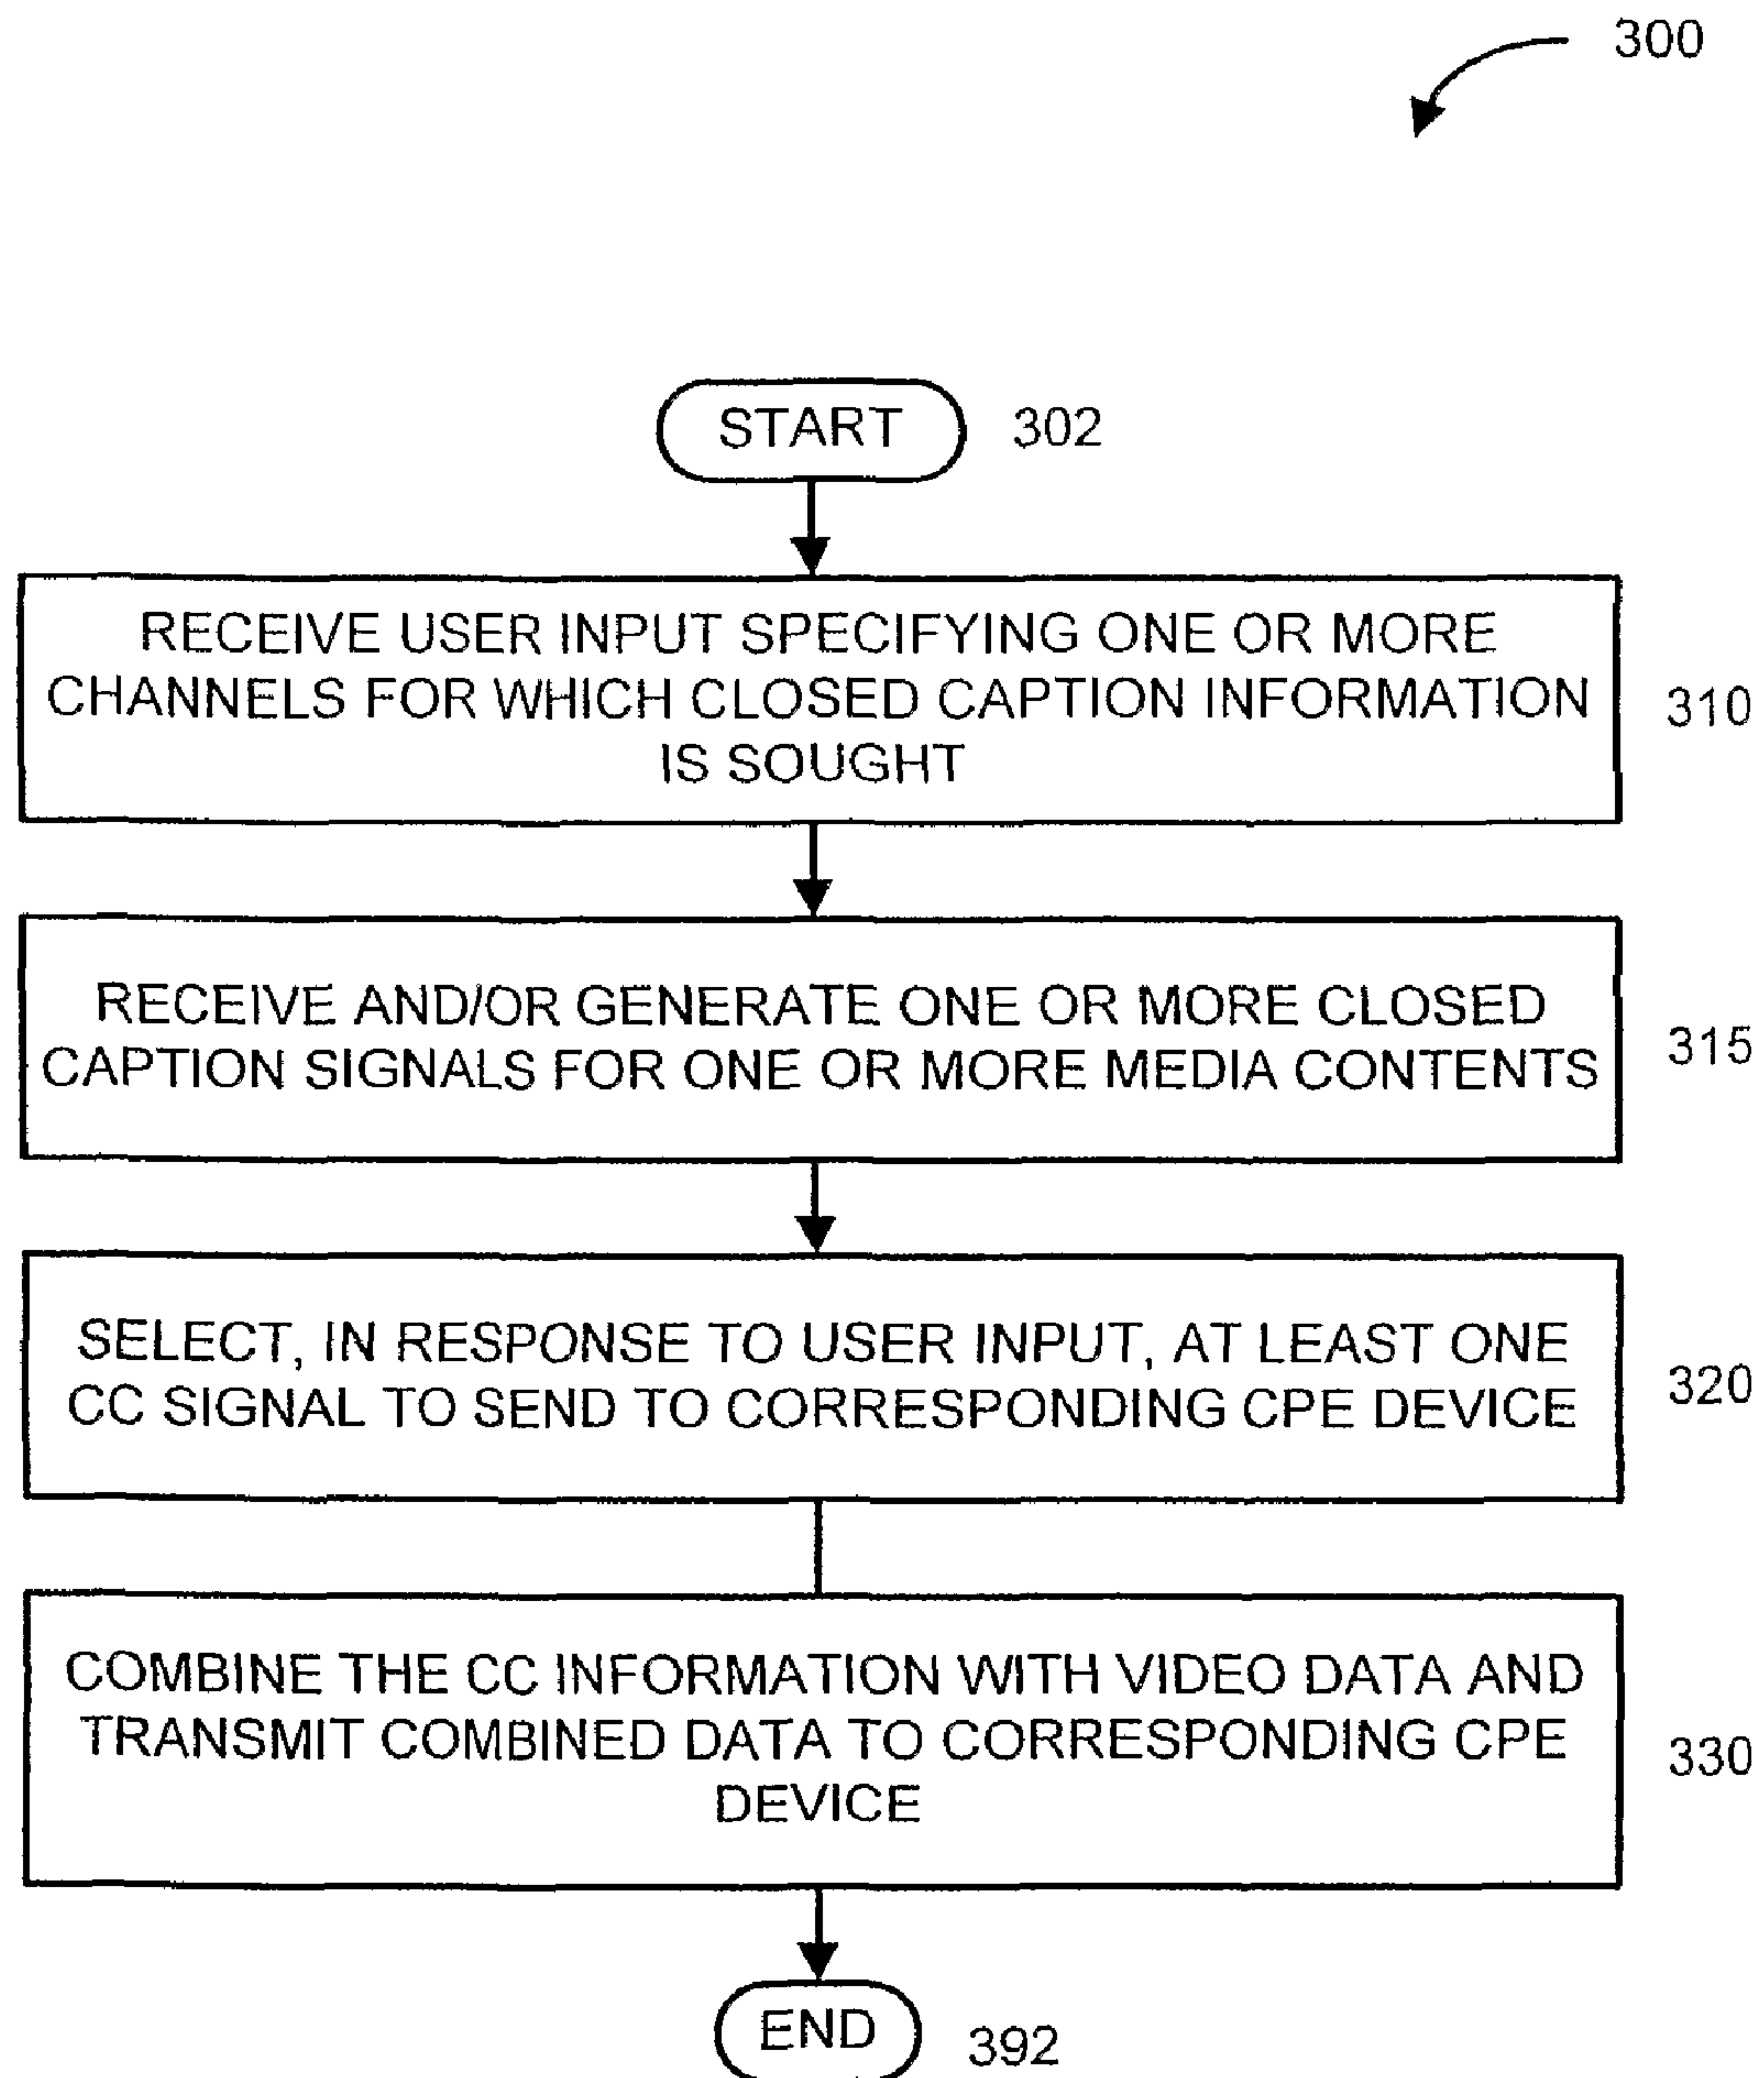 300
START 302
RECEIVE USER INPUT SPECIFYING ONE OR MORE
CHANNELS FOR WHICH CLOSED CAPTION INFORMATION
IS SOUGHT
310
RECEIVE AND/OR GENERATE ONE OR MORE CLOSED
CAPTION SIGNALS FOR ONE OR MORE MEDIA CONTENTS
315
SELECT, IN RESPONSE TO USER INPUT, AT LEAST ONE
CC SIGNAL TO SEND TO CORRESPONDING CPE DEVICE
320
COMBINE THE CC INFORMATION WITH VIDEO DATA AND
TRANSMIT COMBINED DATA TO CORRESPONDING CPE
DEVICE
330
END 392